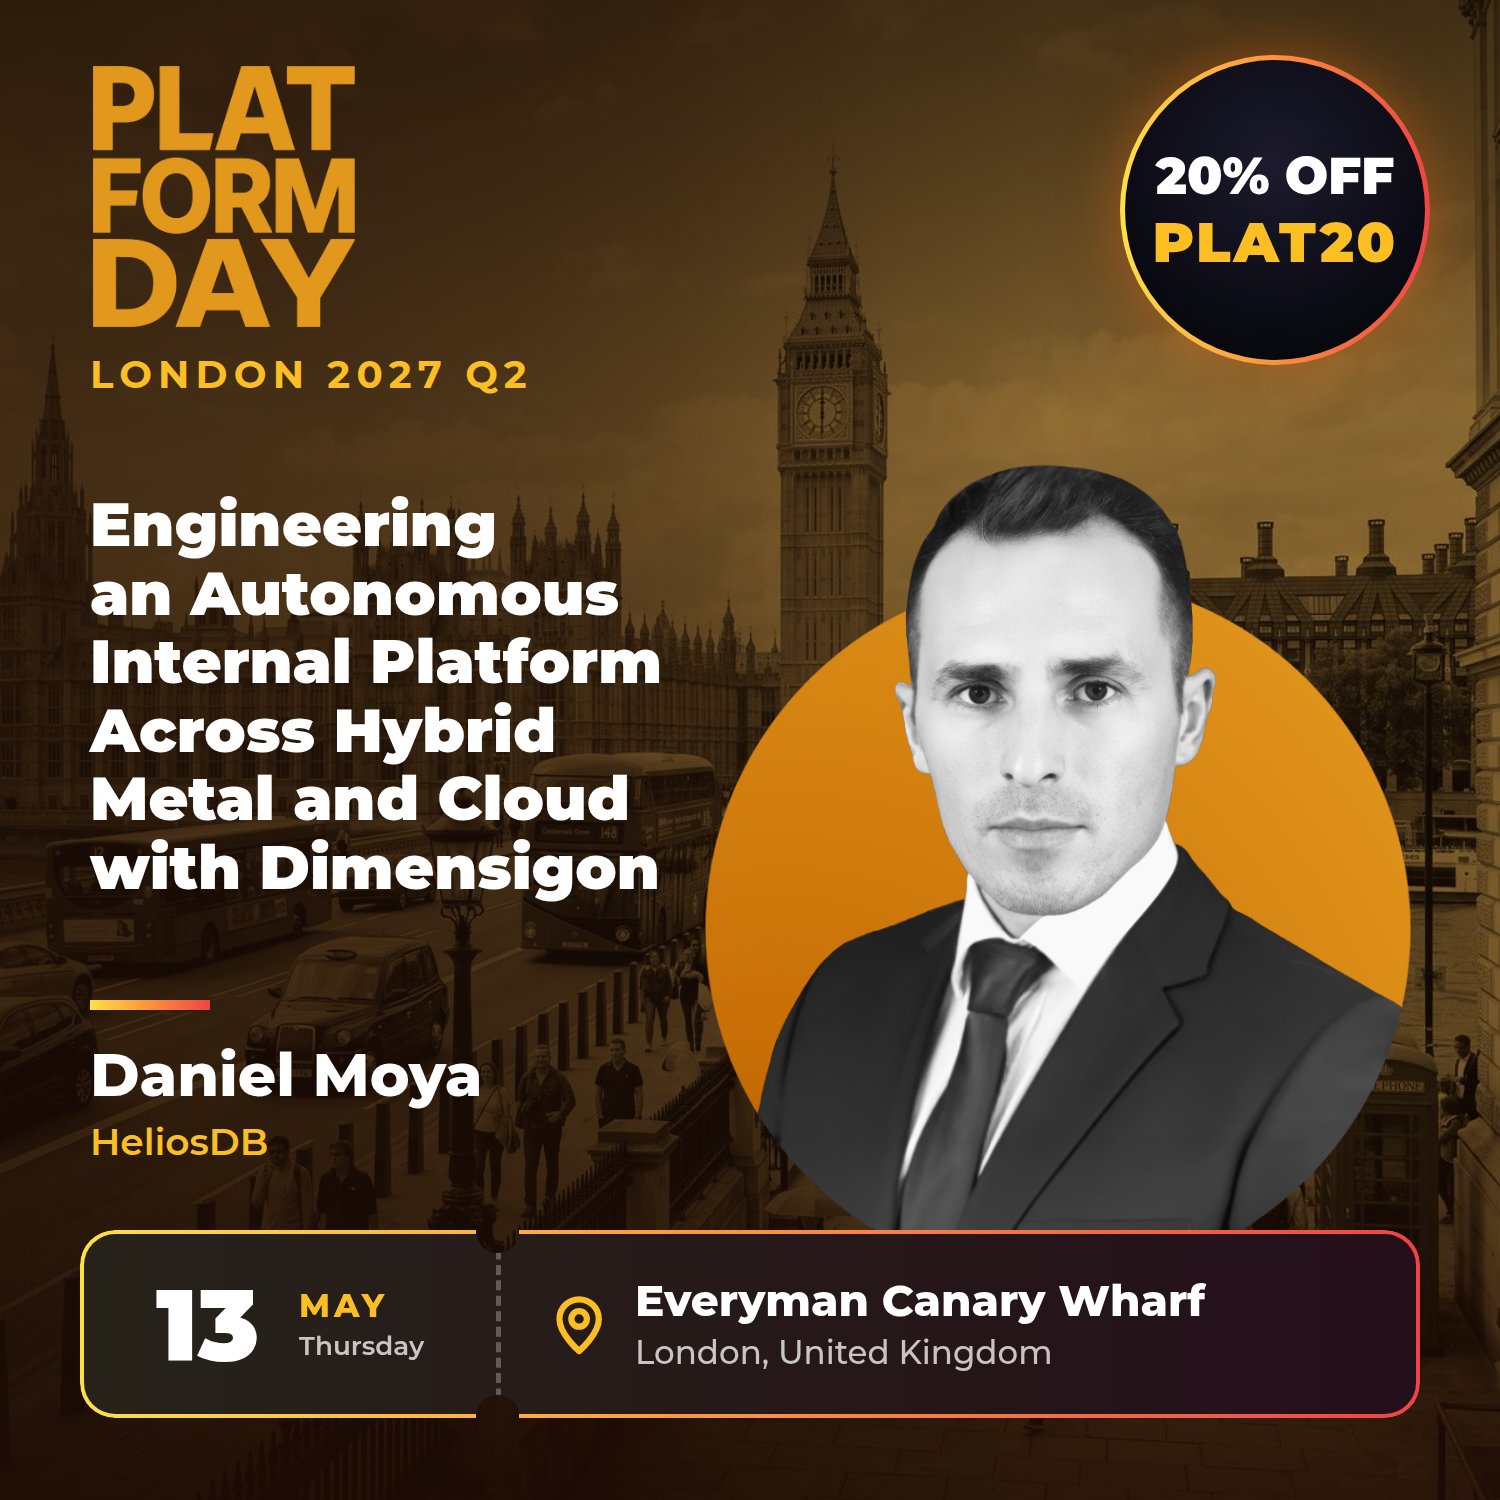 PLAT
FORM
DAY
LONDON 2027 Q2
20% OFF
PLAT20
Engineering
an Autonomous
Internal Platform
Across Hybrid
Metal and Cloud
with Dimensigon
148
Daniel Moya
HeliosDB
13
MAY
Thursday
Everyman Canary Wharf
London, United Kingdom